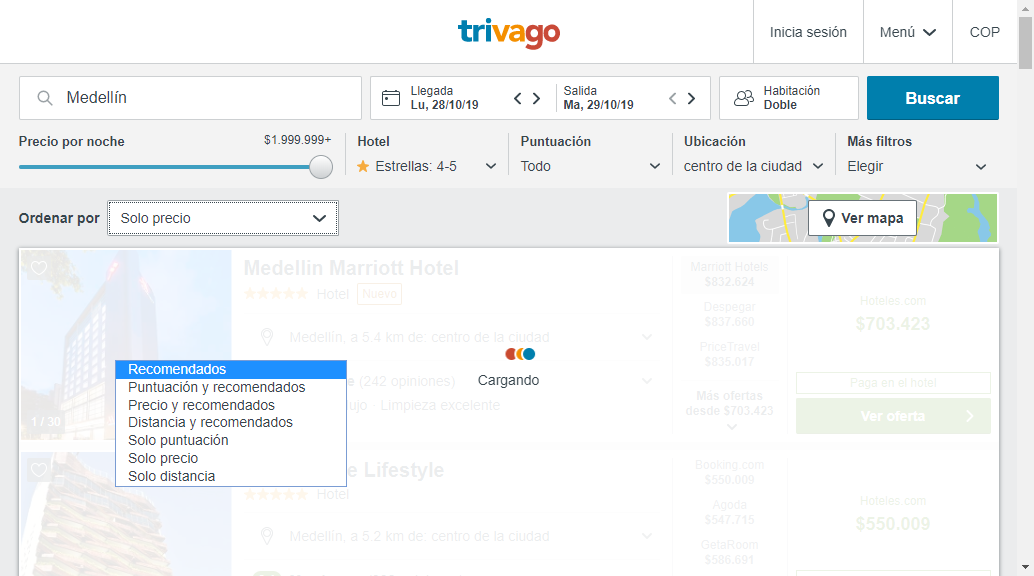 trivago
Inicia sesión
Menú
COP
Medellín
Llegada
Lu, 28/10/19
Salida
Ma, 29/10/19
Habitación
Doble
Buscar
Precio por noche
$1.999.999+
Hotel
Estrellas: 4-5
Puntuación
Todo
Ubicación
centro de la ciudad
Más filtros
Elegir
Ordenar por
Solo precio
Ver mapa
Medellin Marriott Hotel
Hotel
Nuevo
Medellín, a 5.4 km de: centro de la ciudad
(242 opiniones)
Limpieza excelente
1 / 30
Cargando
Recomendados
Puntuación y recomendados
Precio y recomendados
Distancia y recomendados
Solo puntuación
Solo precio
Solo distancia
Marriott Hotels
$832.624
Despegar
$837.660
PriceTravel
$835.017
Más ofertas
desde $703.423
Hoteles.com
$703.423
Paga en el hotel
Ver oferta
Lifestyle
Hotel
Medellín, a 5.2 km de: centro de la ciudad
Booking.com
$550.009
Agoda
$547.715
GetaRoom
$586.691
Hoteles.com
$550.009